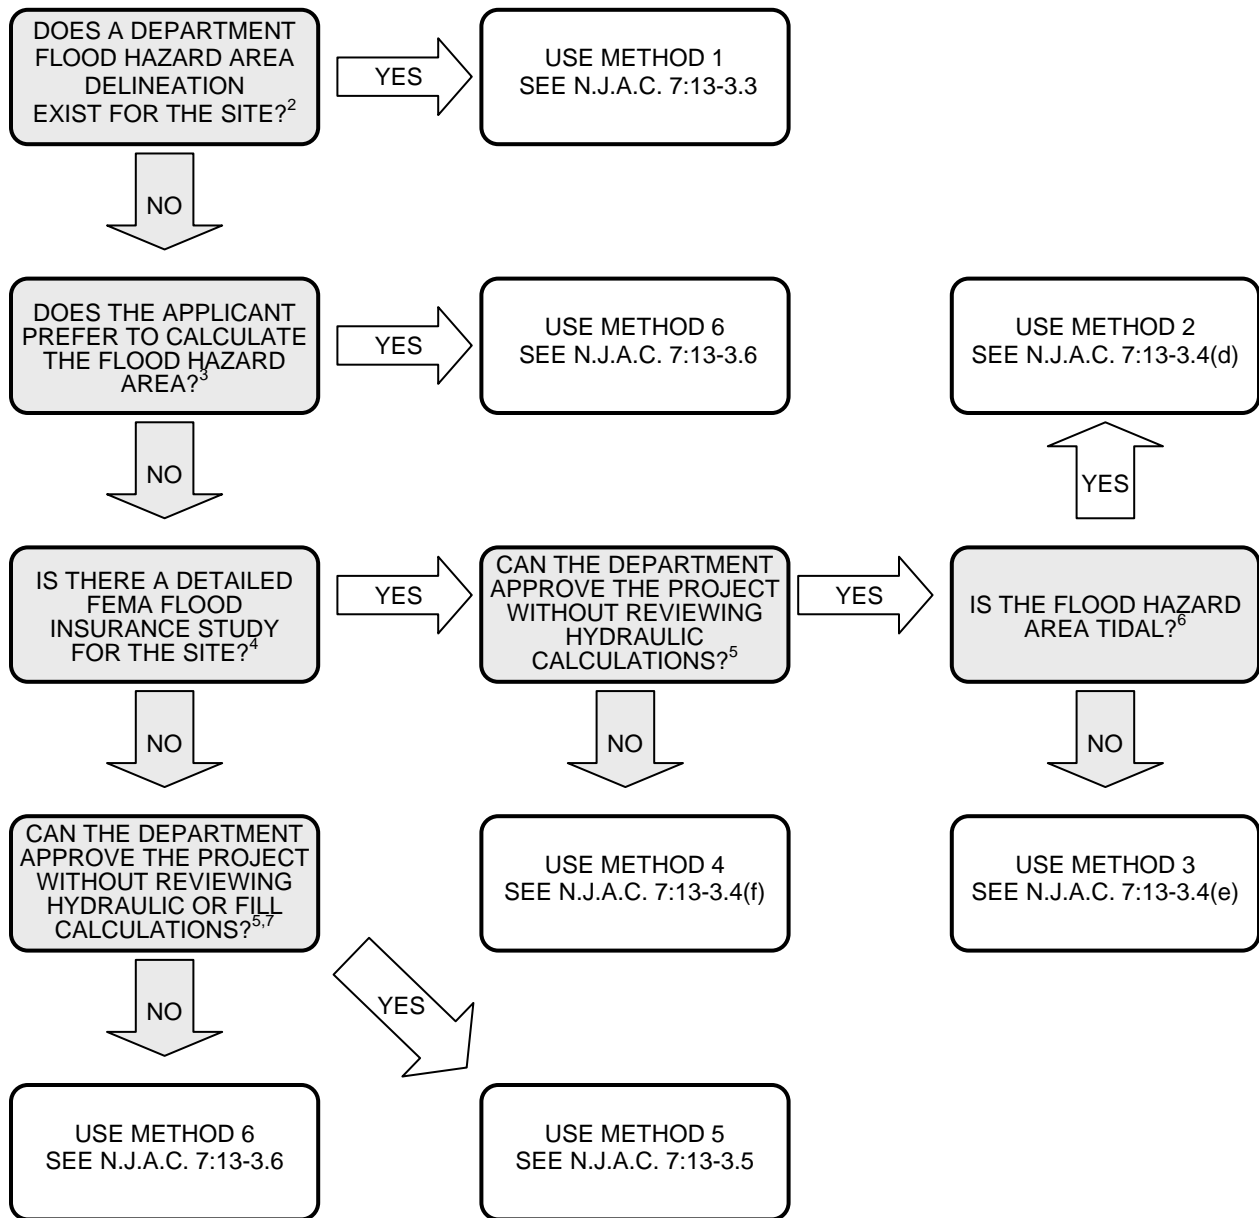 DOES A DEPARTMENT
FLOOD HAZARD AREA
DELINEATION
EXIST FOR THE SITE?2
YES
USE METHOD 1
SEE N.J.A.C. 7:13-3.3
NO
DOES THE APPLICANT
PREFER TO CALCULATE
THE FLOOD HAZARD
AREA?3
YES
USE METHOD 6
SEE N.J.A.C. 7:13-3.6
USE METHOD 2
SEE N.J.A.C. 7:13-3.4(d)
NO
YES
IS THERE A DETAILED
FEMA FLOOD
INSURANCE STUDY
FOR THE SITE?4
YES
CAN THE DEPARTMENT
APPROVE THE PROJECT
WITHOUT REVIEWING
HYDRAULIC
CALCULATIONS?5
YES
IS THE FLOOD HAZARD
AREA TIDAL?6
NO
NO
NO
CAN THE DEPARTMENT
APPROVE THE PROJECT
WITHOUT REVIEWING
HYDRAULIC OR FILL
CALCULATIONS?5,7
USE METHOD 4
SEE N.J.A.C. 7:13-3.4(f)
USE METHOD 3
SEE N.J.A.C. 7:13-3.4(e)
NO
YES
USE METHOD 6
SEE N.J.A.C. 7:13-3.6
USE METHOD 5
SEE N.J.A.C. 7:13-3.5